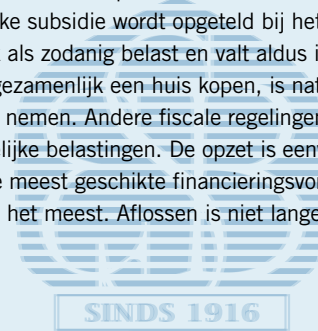 ke subsidie wordt opgeteld bij het
als zodanig belast en valt aldus i
gezamenlijk een huis kopen, is nat
nemen. Andere fiscale regelingen
lijke belastingen. De opzet is een
e meest geschikte financieringsvo
het meest. Aflossen is niet lange
SINDS 1916